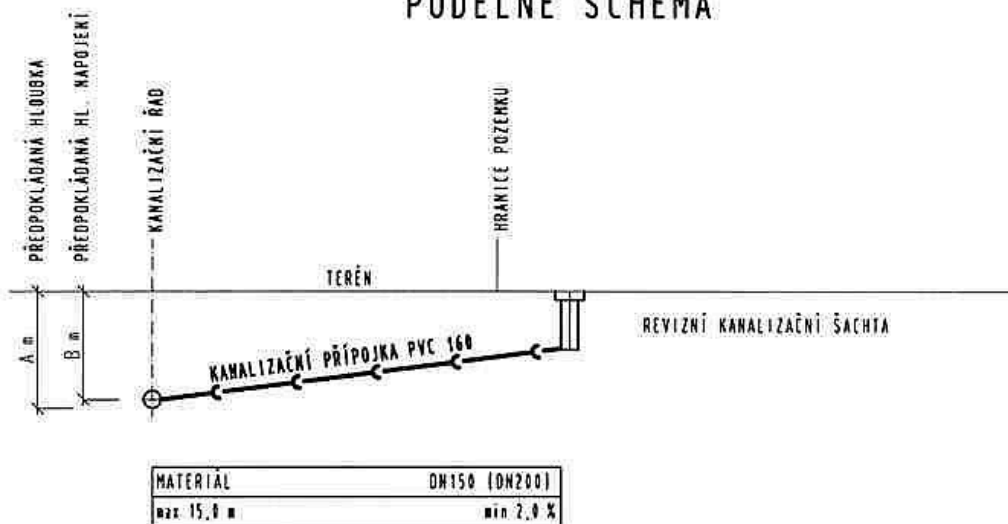 PODÉLNÉ SCHÉMA
PŘEDPOKLÁDANÁ HLOUBKA
PŘEDPOKLÁDANÁ HL. NAPOJENÍ
KANALIZAČNÍ ŘAD
HRANICE POZEMKU
TERÉN
A m
B m
REVIZNÍ KANALIZAČNÍ ŠACHTA
KANALIZAČNÍ PŘÍPOJKA PVC 160
MATERIÁL DN150 (DN200)
max 15,0 m min 2,0 %